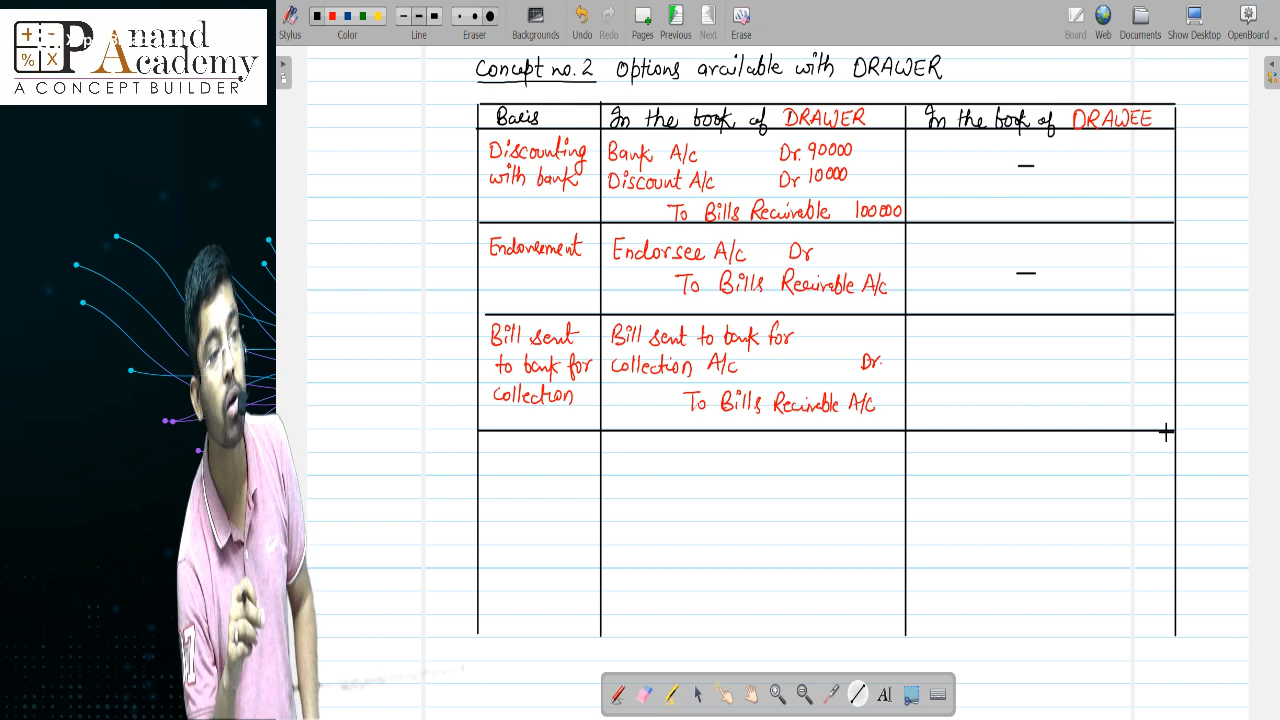 P Anand
Academy
A CONCEPT BUILDER
Stylus
Color
Line
Eraser
Backgrounds
Undo
Redo
Pages
Previous
Next
Erase
Board
Web
Documents
Show Desktop
OpenBoard
Concept no. 2 Options available with DRAWER
Basis
In the book of DRAWER
In the book of DRAWEE
Discounting
with bank
Bank A/c Dr. 90000
Discount A/c Dr 10000
To Bills Receivable 100000
—
Endorsement
Endorsee A/c Dr
To Bills Receivable A/c
—
Bill sent
to bank for
collection
Bill sent to bank for
collection A/c Dr.
To Bills Receivable A/c